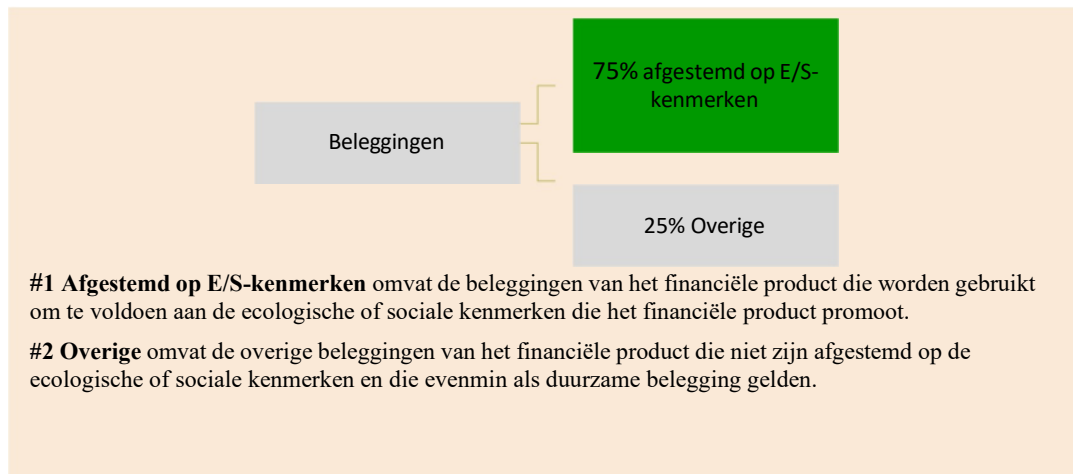 75% afgestemd op E/S-
kenmerken
Beleggingen
25% Overige
#1 Afgestemd op E/S-kenmerken omvat de beleggingen van het financiële product die worden gebruikt
om te voldoen aan de ecologische of sociale kenmerken die het financiële product promoot.
#2 Overige omvat de overige beleggingen van het financiële product die niet zijn afgestemd op de
ecologische of sociale kenmerken en die evenmin als duurzame belegging gelden.